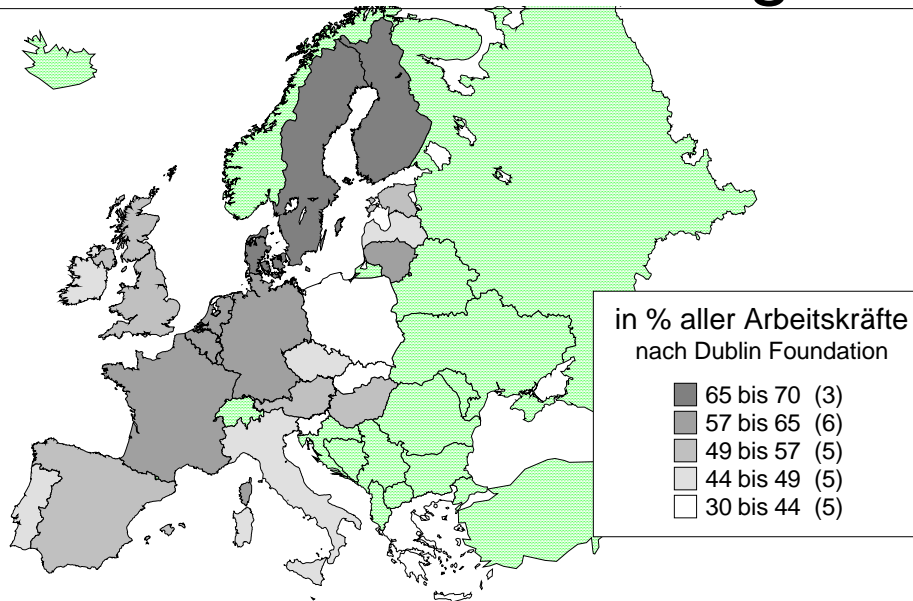 in % aller Arbeitskräfte
nach Dublin Foundation
65 bis 70 (3)
57 bis 65 (6)
49 bis 57 (5)
44 bis 49 (5)
30 bis 44 (5)